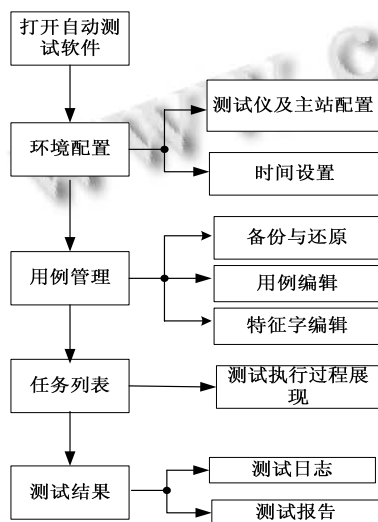 打开自动测
试软件
环境配置
测试仪及主站配置
时间设置
用例管理
备份与还原
用例编辑
特征字编辑
任务列表
测试执行过程展
现
测试结果
测试日志
测试报告